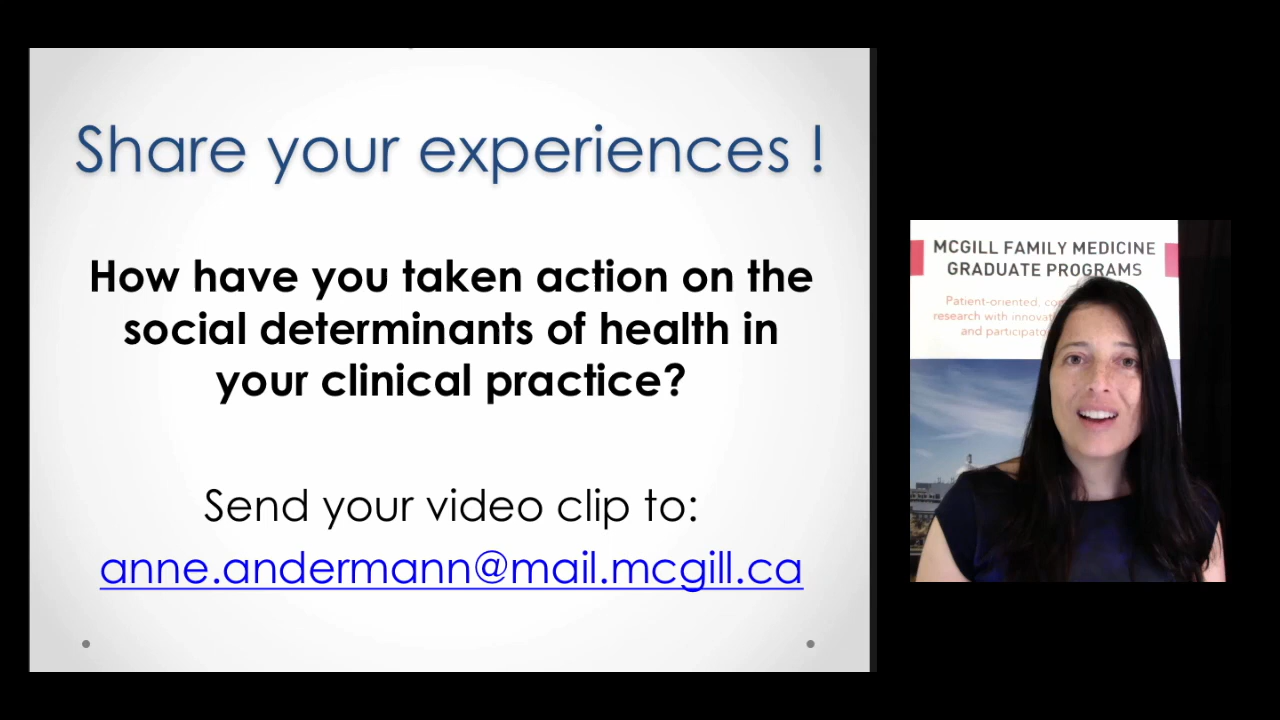 Share your experiences !
How have you taken action on the
social determinants of health in
your clinical practice?
Send your video clip to:
anne.andermann@mail.mcgill.ca
MCGILL FAMILY MEDICINE
GRADUATE PROGRAMS
Patient-oriented,
research with
and